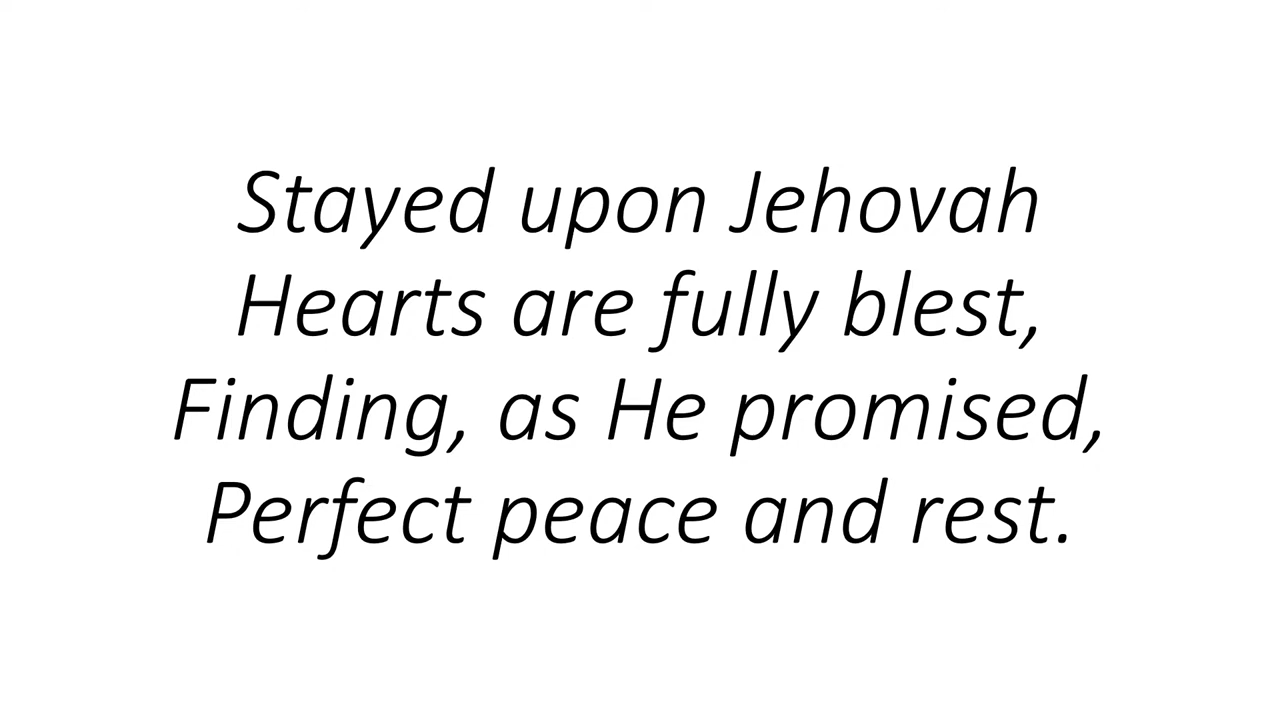 Stayed upon Jehovah
Hearts are fully blest,
Finding, as He promised,
Perfect peace and rest.